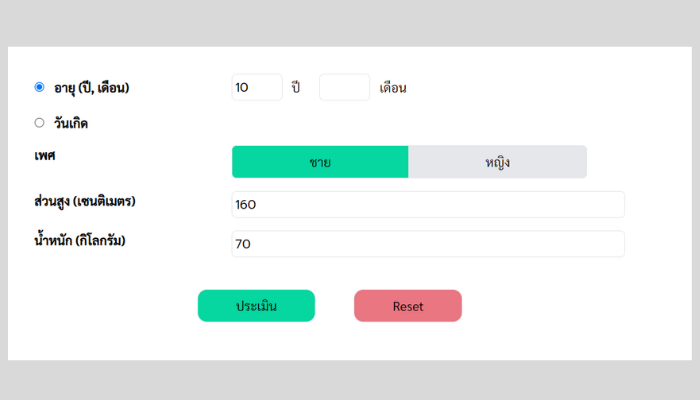 อายุ (ปี, เดือน) 10 ปี เดือน
วันเกิด
เพศ ชาย หญิง
ส่วนสูง (เซนติเมตร) 160
น้ำหนัก (กิโลกรัม) 70
ประเมิน Reset